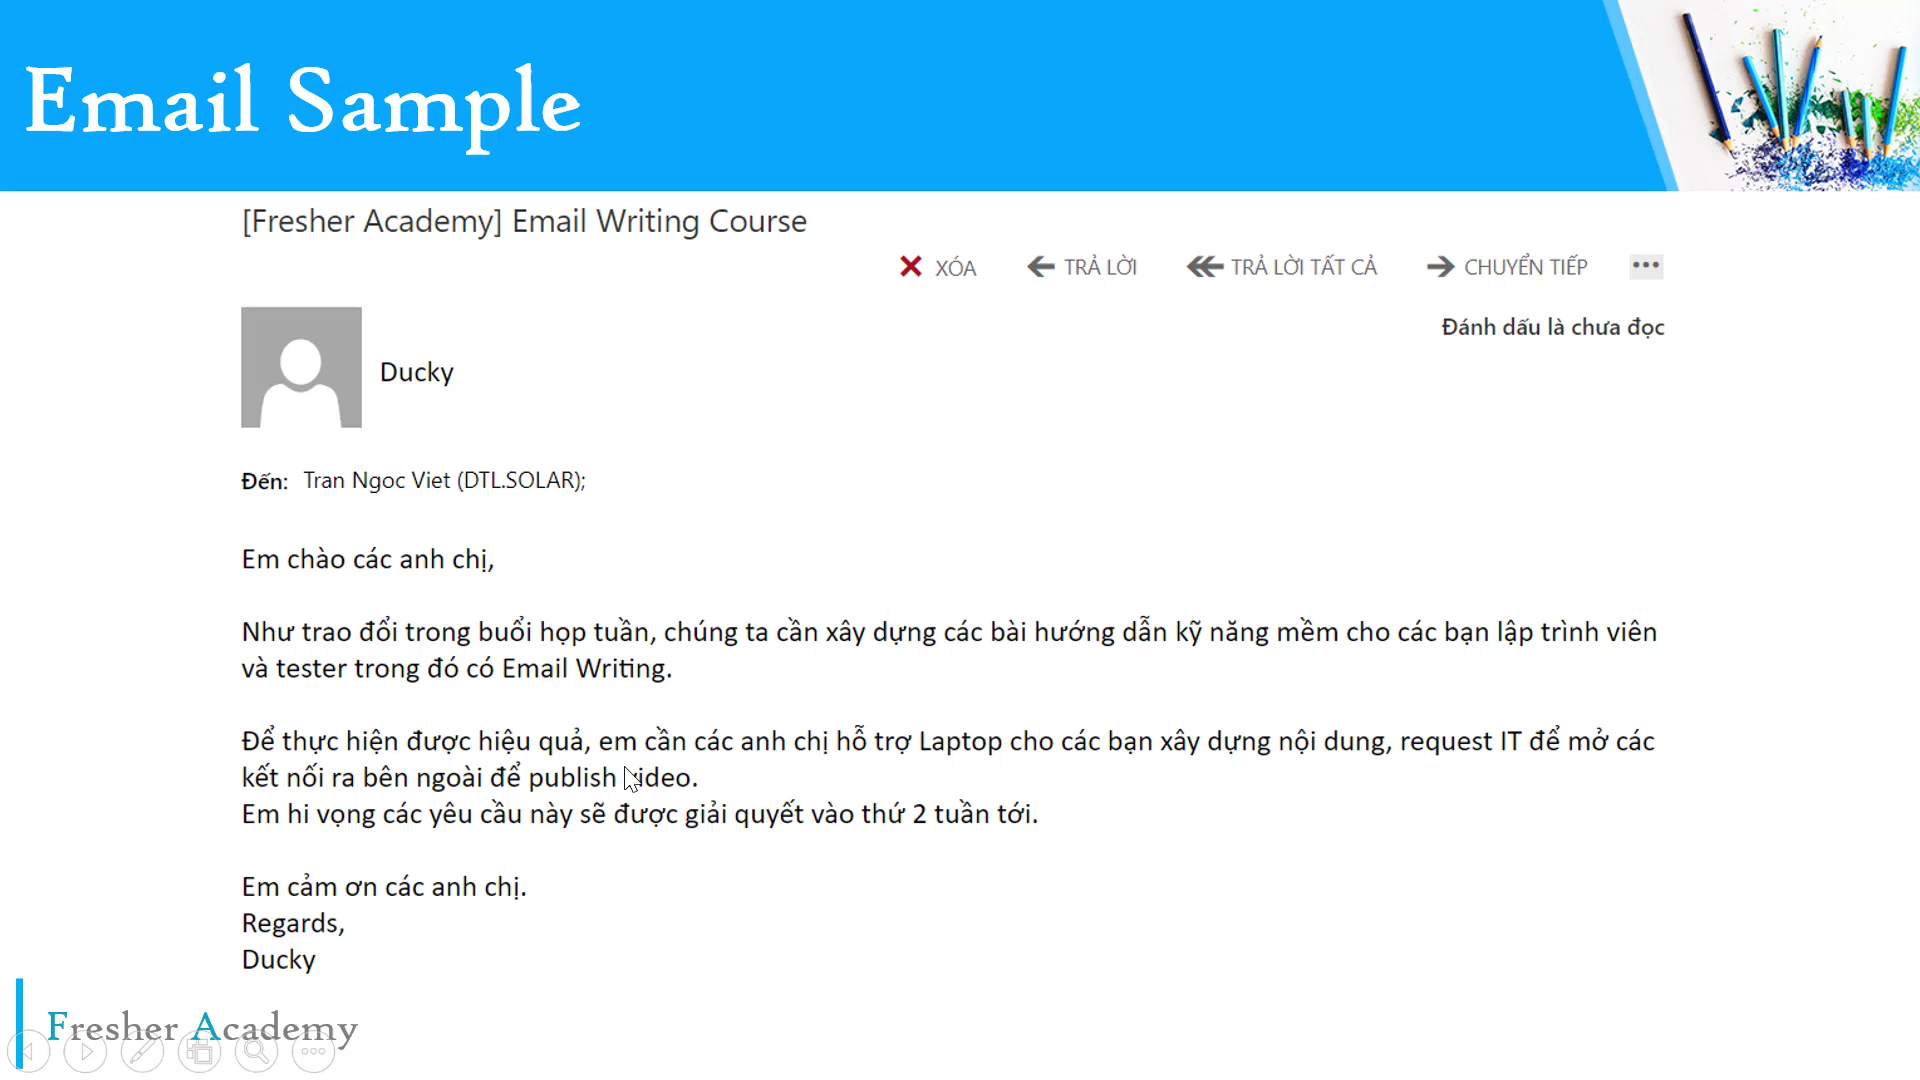 Email Sample
[Fresher Academy] Email Writing Course
XÓA TRẢ LỜI TRẢ LỜI TẤT CẢ CHUYỂN TIẾP
Đánh dấu là chưa đọc
Ducky
Đến: Tran Ngoc Viet (DTL.SOLAR);
Em chào các anh chị,
Như trao đổi trong buổi họp tuần, chúng ta cần xây dựng các bài hướng dẫn kỹ năng mềm cho các bạn lập trình viên
và tester trong đó có Email Writing.
Để thực hiện được hiệu quả, em cần các anh chị hỗ trợ Laptop cho các bạn xây dựng nội dung, request IT để mở các
kết nối ra bên ngoài để publish video.
Em hi vọng các yêu cầu này sẽ được giải quyết vào thứ 2 tuần tới.
Em cảm ơn các anh chị.
Regards,
Ducky
Fresher Academy